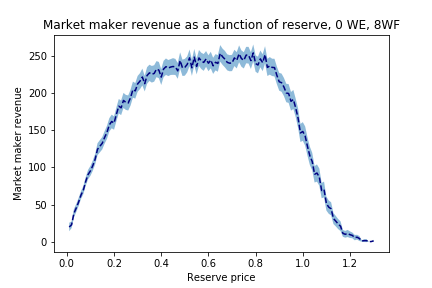 Market maker revenue as a function of reserve, 0 WE, 8WF
Market maker revenue
250
200
150
100
50
0
0.0 0.2 0.4 0.6 0.8 1.0 1.2
Reserve price